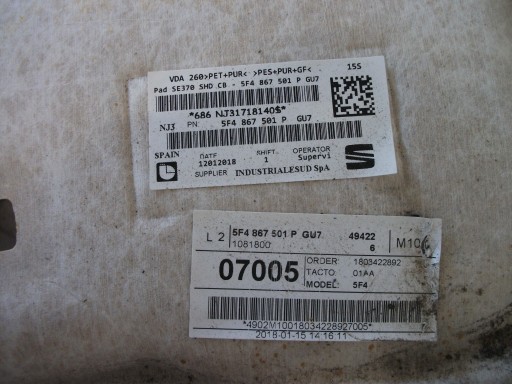 VDA 260>PET+PUR< >PES+PUR+GF< 15S
Pad SE370 SHD CB - 5F4 867 501 P GU7
*686 NJ31718140$*
NJ3 PN: 5F4 867 501 P GU7
SPAIN DATE SHIFT. OPERATOR
12012018 1 Supervi
SUPPLIER INDUSTRIALESUD SpA
L 2 5F4 867 501 P GU7 49422 M10
1081800 6
07005 ORDER: 1803422892
TACTO: 01AA
MODEL: 5F4
*4902M10018034228927005*
2018-01-15 14:16:11